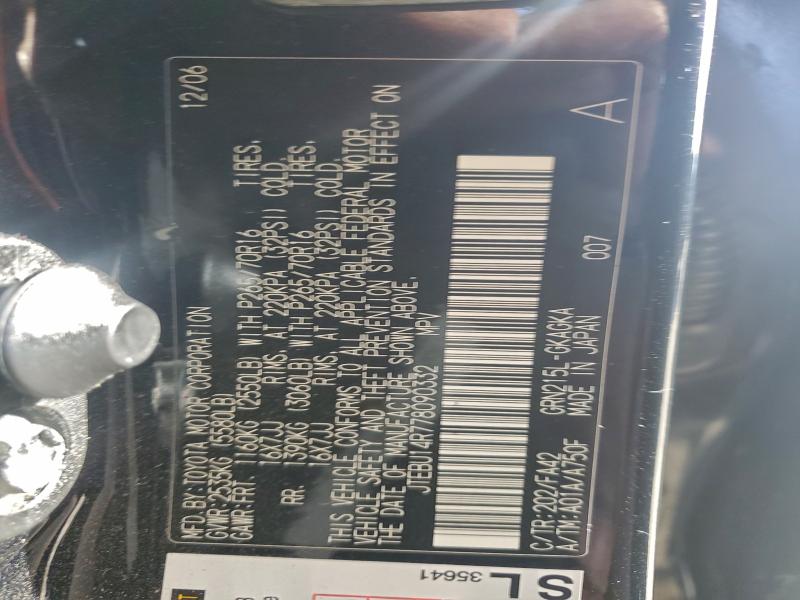 MFD BY: TOYOTA MOTOR CORPORATION 12/06
GVWR 2538KG (5580LB)
GAWR: FRT. 1160KG (2550LB) WITH P265/70R16 TIRES,
16X7JJ RIMS, AT 220KPA (32PSI) COLD.
RR: 1390KG (3060LB) WITH P265/70R16 TIRES,
16X7JJ RIMS, AT 220KPA (32PSI) COLD.
THIS VEHICLE CONFORMS TO ALL APPLICABLE FEDERAL MOTOR
VEHICLE SAFETY AND THEFT PREVENTION STANDARDS IN EFFECT ON
THE DATE OF MANUFACTURE SHOWN ABOVE.
JTEBU14R778090332 MPV
C/TR: 202/FA42 GRN215L-GKAGKA
A/TM: A01A/A750F MADE IN JAPAN 007 A
SL
35641